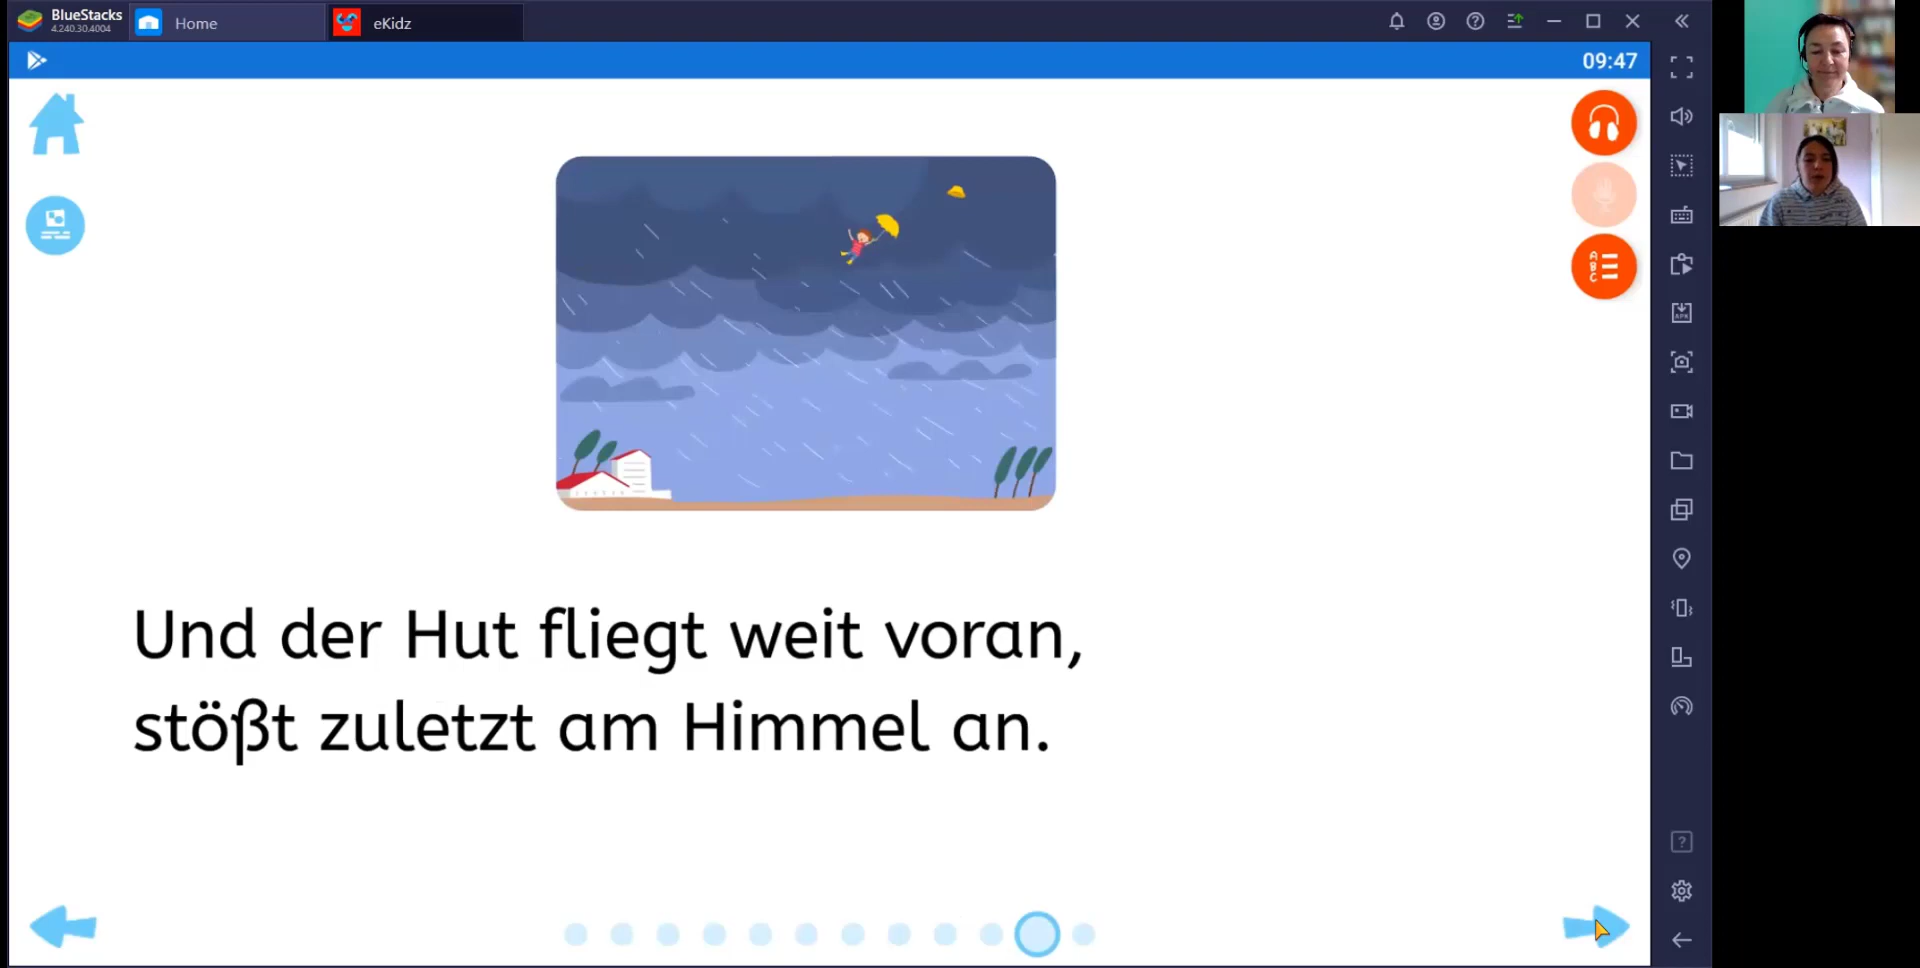 BlueStacks
4.240.30.4004
Home
eKidz
09:47
A
B
C
APK
Und der Hut fliegt weit voran,
stößt zuletzt am Himmel an.